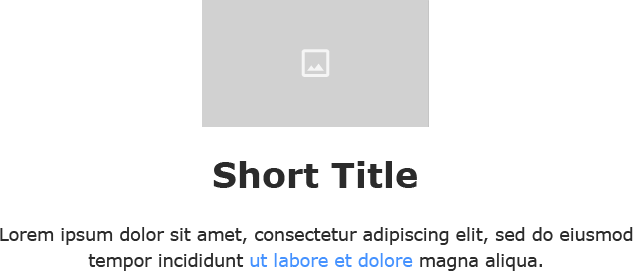 Short Title
Lorem ipsum dolor sit amet, consectetur adipiscing elit, sed do eiusmod
tempor incididunt ut labore et dolore magna aliqua.